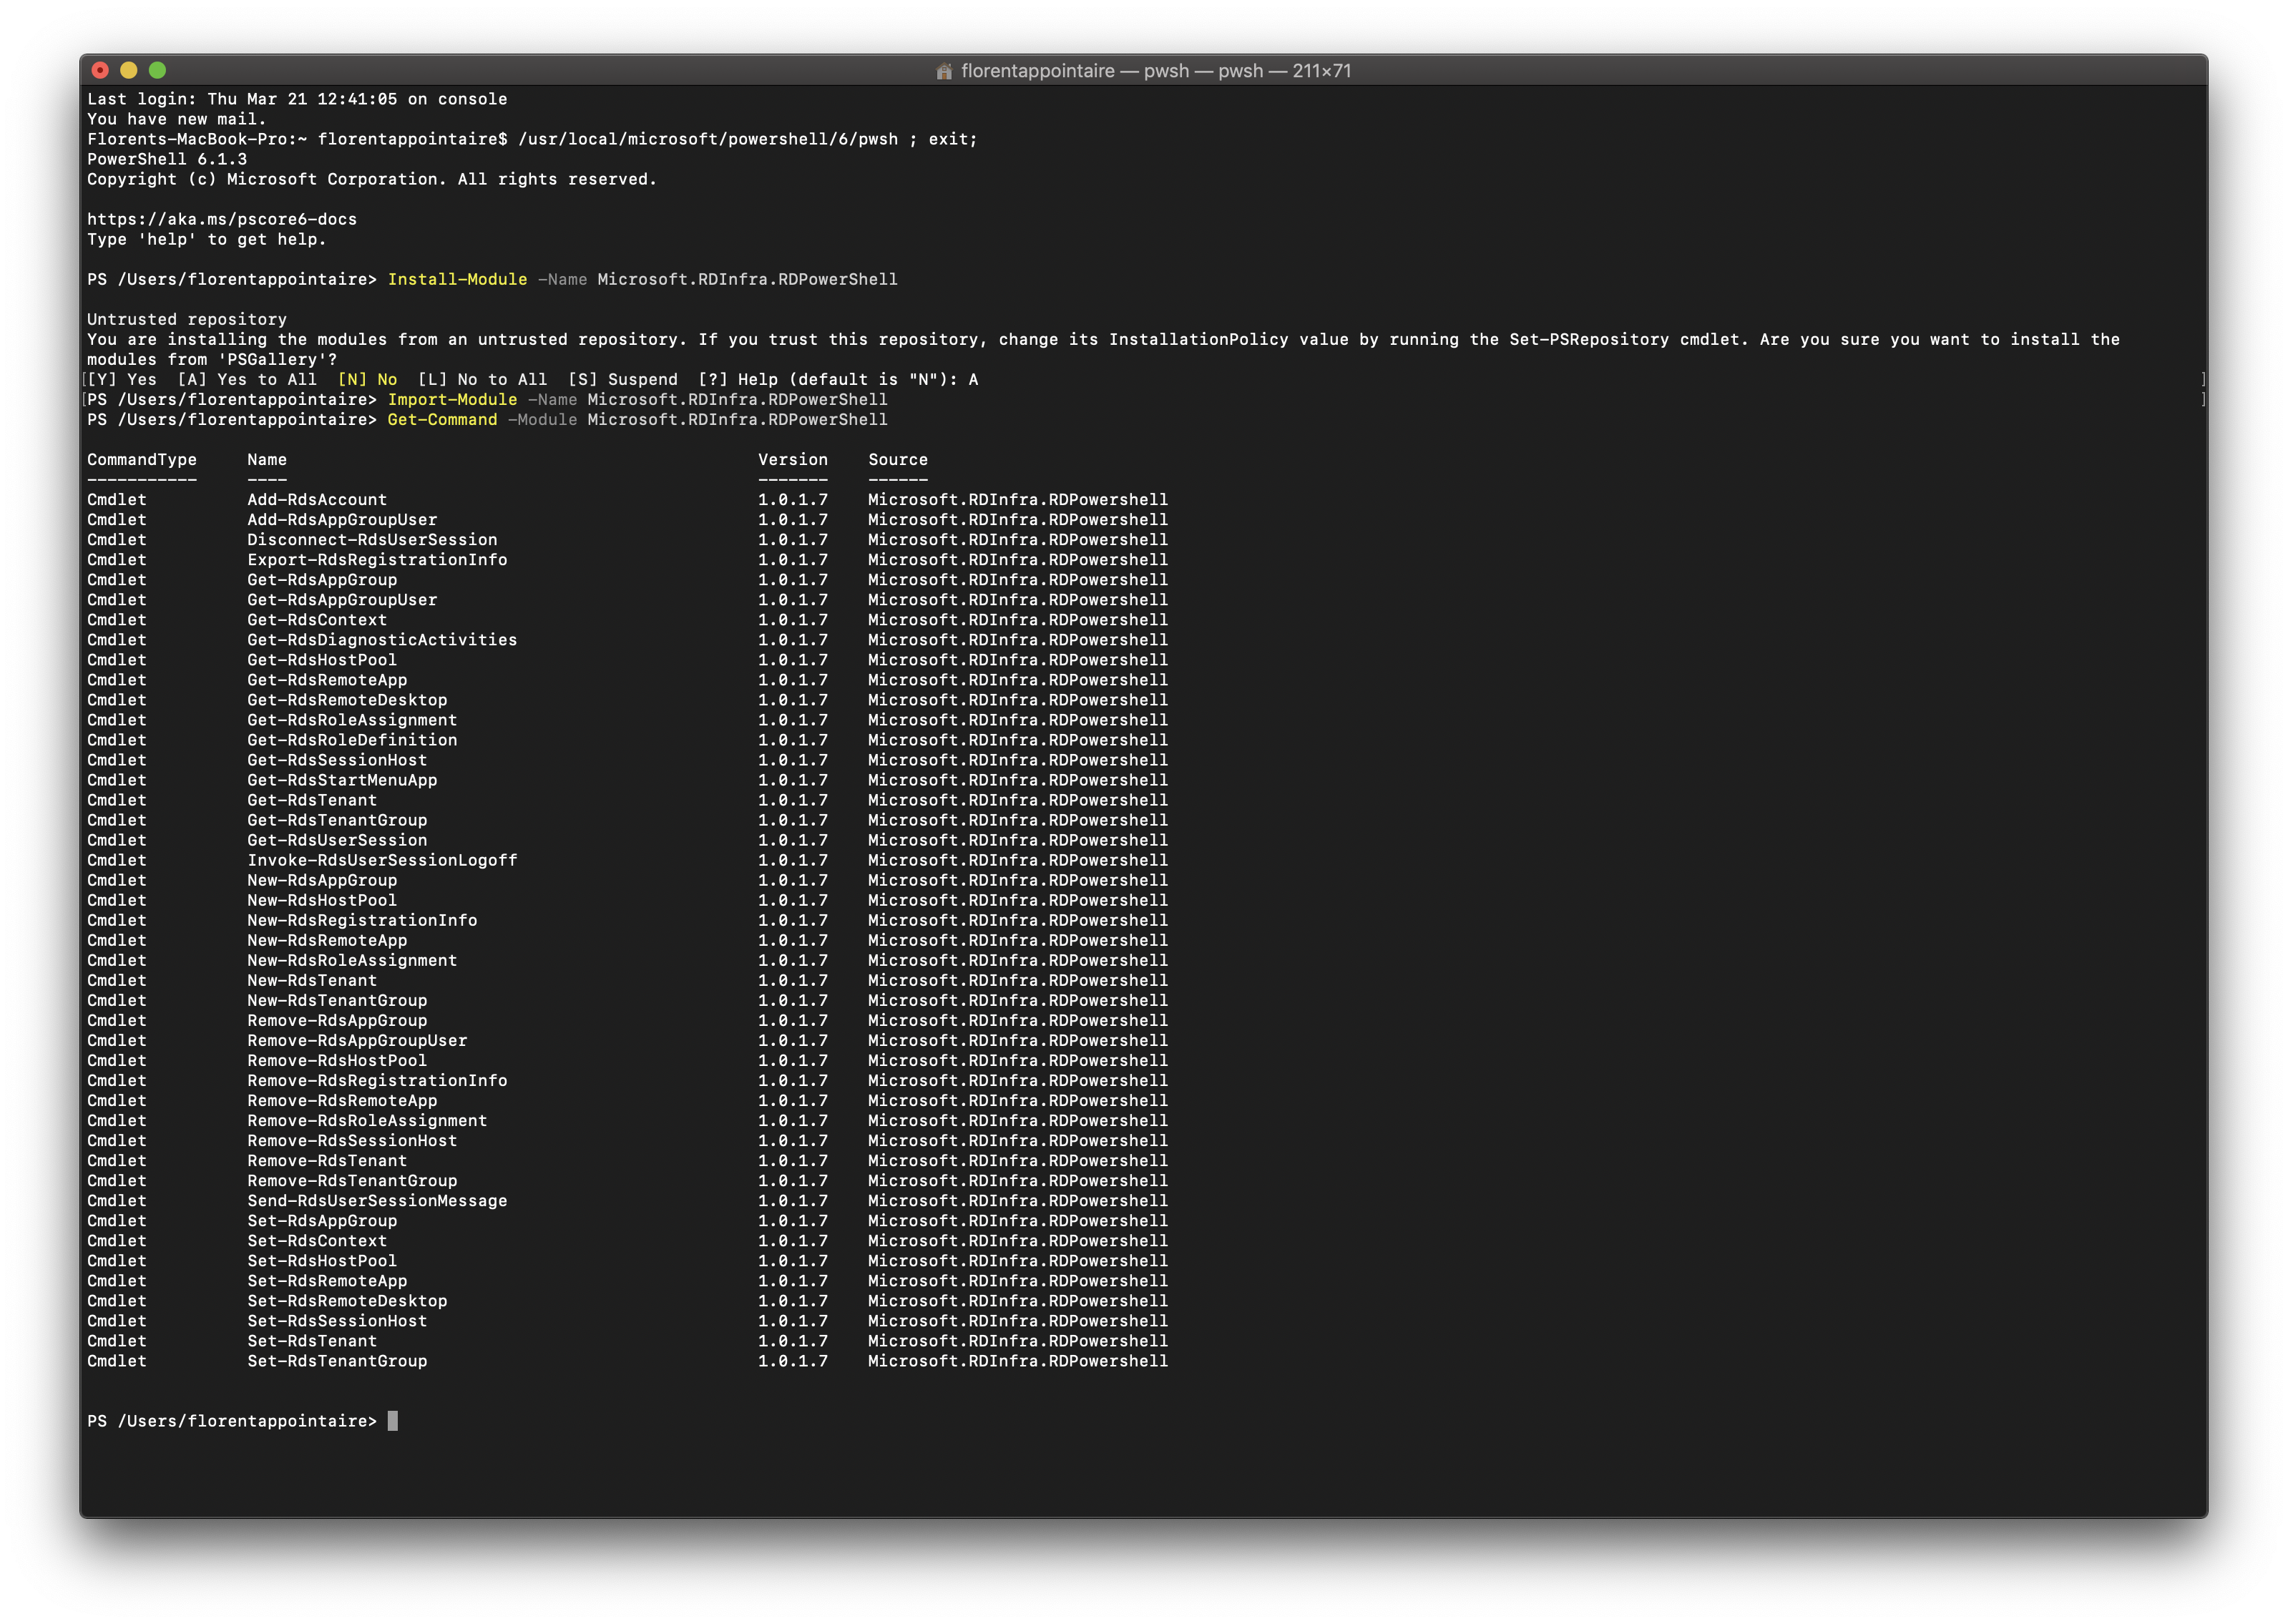 florentappointaire — pwsh — pwsh — 211×71
Last login: Thu Mar 21 12:41:05 on console
You have new mail.
Florents-MacBook-Pro:~ florentappointaire$ /usr/local/microsoft/powershell/6/pwsh ; exit;
PowerShell 6.1.3
Copyright (c) Microsoft Corporation. All rights reserved.
https://aka.ms/pscore6-docs
Type 'help' to get help.
PS /Users/florentappointaire> Install-Module -Name Microsoft.RDInfra.RDPowerShell
Untrusted repository
You are installing the modules from an untrusted repository. If you trust this repository, change its InstallationPolicy value by running the Set-PSRepository cmdlet. Are you sure you want to install the
modules from 'PSGallery'?
[[Y] Yes  [A] Yes to All  [N] No  [L] No to All  [S] Suspend  [?] Help (default is "N"): A ]
[PS /Users/florentappointaire> Import-Module -Name Microsoft.RDInfra.RDPowerShell ]
PS /Users/florentappointaire> Get-Command -Module Microsoft.RDInfra.RDPowerShell
CommandType     Name                                               Version    Source
-----------     ----                                               -------    ------
Cmdlet          Add-RdsAccount                                     1.0.1.7    Microsoft.RDInfra.RDPowershell
Cmdlet          Add-RdsAppGroupUser                                1.0.1.7    Microsoft.RDInfra.RDPowershell
Cmdlet          Disconnect-RdsUserSession                          1.0.1.7    Microsoft.RDInfra.RDPowershell
Cmdlet          Export-RdsRegistrationInfo                         1.0.1.7    Microsoft.RDInfra.RDPowershell
Cmdlet          Get-RdsAppGroup                                    1.0.1.7    Microsoft.RDInfra.RDPowershell
Cmdlet          Get-RdsAppGroupUser                                1.0.1.7    Microsoft.RDInfra.RDPowershell
Cmdlet          Get-RdsContext                                     1.0.1.7    Microsoft.RDInfra.RDPowershell
Cmdlet          Get-RdsDiagnosticActivities                        1.0.1.7    Microsoft.RDInfra.RDPowershell
Cmdlet          Get-RdsHostPool                                    1.0.1.7    Microsoft.RDInfra.RDPowershell
Cmdlet          Get-RdsRemoteApp                                   1.0.1.7    Microsoft.RDInfra.RDPowershell
Cmdlet          Get-RdsRemoteDesktop                               1.0.1.7    Microsoft.RDInfra.RDPowershell
Cmdlet          Get-RdsRoleAssignment                              1.0.1.7    Microsoft.RDInfra.RDPowershell
Cmdlet          Get-RdsRoleDefinition                              1.0.1.7    Microsoft.RDInfra.RDPowershell
Cmdlet          Get-RdsSessionHost                                 1.0.1.7    Microsoft.RDInfra.RDPowershell
Cmdlet          Get-RdsStartMenuApp                                1.0.1.7    Microsoft.RDInfra.RDPowershell
Cmdlet          Get-RdsTenant                                      1.0.1.7    Microsoft.RDInfra.RDPowershell
Cmdlet          Get-RdsTenantGroup                                 1.0.1.7    Microsoft.RDInfra.RDPowershell
Cmdlet          Get-RdsUserSession                                 1.0.1.7    Microsoft.RDInfra.RDPowershell
Cmdlet          Invoke-RdsUserSessionLogoff                        1.0.1.7    Microsoft.RDInfra.RDPowershell
Cmdlet          New-RdsAppGroup                                    1.0.1.7    Microsoft.RDInfra.RDPowershell
Cmdlet          New-RdsHostPool                                    1.0.1.7    Microsoft.RDInfra.RDPowershell
Cmdlet          New-RdsRegistrationInfo                            1.0.1.7    Microsoft.RDInfra.RDPowershell
Cmdlet          New-RdsRemoteApp                                   1.0.1.7    Microsoft.RDInfra.RDPowershell
Cmdlet          New-RdsRoleAssignment                              1.0.1.7    Microsoft.RDInfra.RDPowershell
Cmdlet          New-RdsTenant                                      1.0.1.7    Microsoft.RDInfra.RDPowershell
Cmdlet          New-RdsTenantGroup                                 1.0.1.7    Microsoft.RDInfra.RDPowershell
Cmdlet          Remove-RdsAppGroup                                 1.0.1.7    Microsoft.RDInfra.RDPowershell
Cmdlet          Remove-RdsAppGroupUser                             1.0.1.7    Microsoft.RDInfra.RDPowershell
Cmdlet          Remove-RdsHostPool                                 1.0.1.7    Microsoft.RDInfra.RDPowershell
Cmdlet          Remove-RdsRegistrationInfo                         1.0.1.7    Microsoft.RDInfra.RDPowershell
Cmdlet          Remove-RdsRemoteApp                                1.0.1.7    Microsoft.RDInfra.RDPowershell
Cmdlet          Remove-RdsRoleAssignment                           1.0.1.7    Microsoft.RDInfra.RDPowershell
Cmdlet          Remove-RdsSessionHost                              1.0.1.7    Microsoft.RDInfra.RDPowershell
Cmdlet          Remove-RdsTenant                                   1.0.1.7    Microsoft.RDInfra.RDPowershell
Cmdlet          Remove-RdsTenantGroup                              1.0.1.7    Microsoft.RDInfra.RDPowershell
Cmdlet          Send-RdsUserSessionMessage                         1.0.1.7    Microsoft.RDInfra.RDPowershell
Cmdlet          Set-RdsAppGroup                                    1.0.1.7    Microsoft.RDInfra.RDPowershell
Cmdlet          Set-RdsContext                                     1.0.1.7    Microsoft.RDInfra.RDPowershell
Cmdlet          Set-RdsHostPool                                    1.0.1.7    Microsoft.RDInfra.RDPowershell
Cmdlet          Set-RdsRemoteApp                                   1.0.1.7    Microsoft.RDInfra.RDPowershell
Cmdlet          Set-RdsRemoteDesktop                               1.0.1.7    Microsoft.RDInfra.RDPowershell
Cmdlet          Set-RdsSessionHost                                 1.0.1.7    Microsoft.RDInfra.RDPowershell
Cmdlet          Set-RdsTenant                                      1.0.1.7    Microsoft.RDInfra.RDPowershell
Cmdlet          Set-RdsTenantGroup                                 1.0.1.7    Microsoft.RDInfra.RDPowershell
PS /Users/florentappointaire>